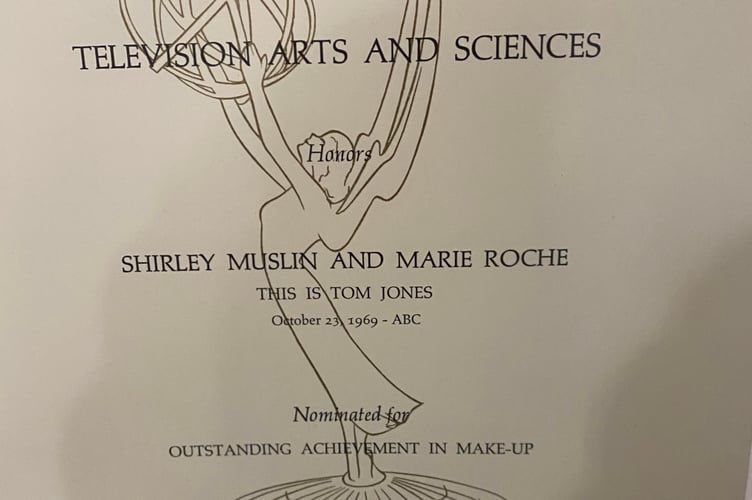 TELEVISION ARTS AND SCIENCES
Honors
SHIRLEY MUSLIN AND MARIE ROCHE
THIS IS TOM JONES
October 23, 1969 - ABC
Nominated for
OUTSTANDING ACHIEVEMENT IN MAKE-UP